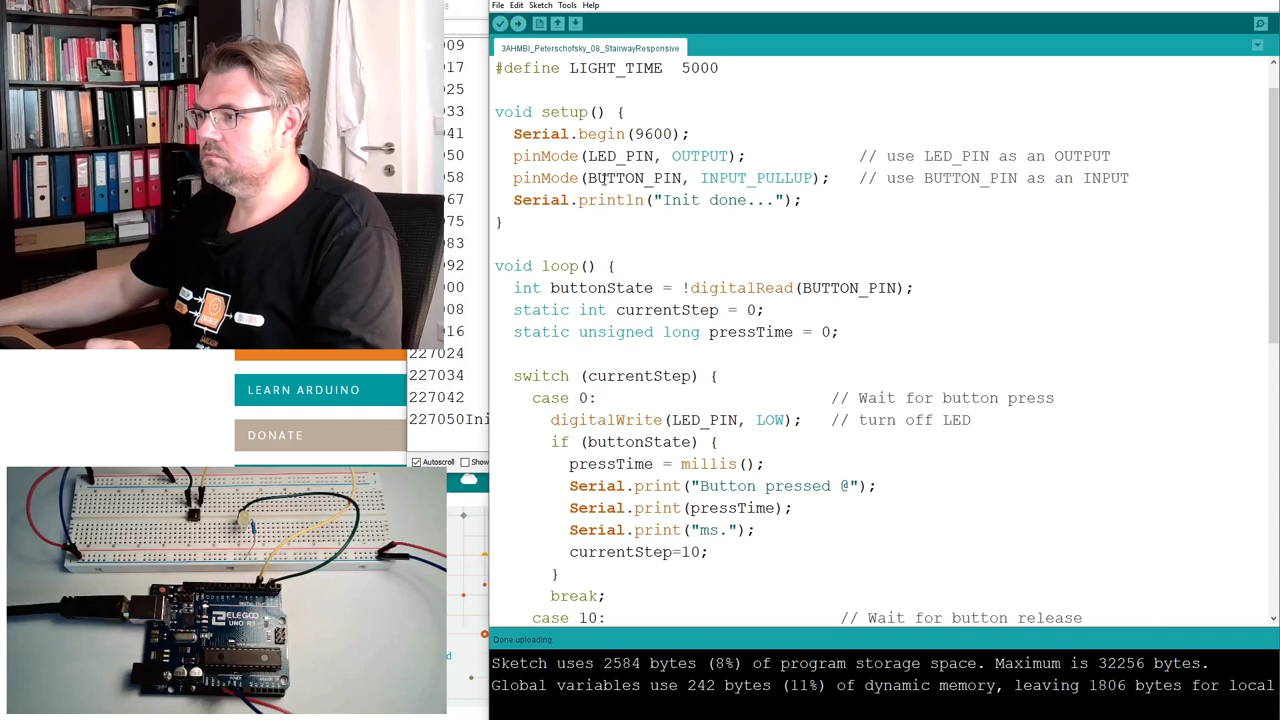 File Edit Sketch Tools Help
3AHMBI_Peterschofsky_08_StairwayResponsive
#define LIGHT_TIME  5000
void setup() {
Serial.begin(9600);
pinMode(LED_PIN, OUTPUT);            // use LED_PIN as an OUTPUT
pinMode(BUTTON_PIN, INPUT_PULLUP);   // use BUTTON_PIN as an INPUT
Serial.println("Init done...");
}
void loop() {
int buttonState = !digitalRead(BUTTON_PIN);
static int currentStep = 0;
static unsigned long pressTime = 0;
switch (currentStep) {
case 0:                         // Wait for button press
digitalWrite(LED_PIN, LOW);   // turn off LED
if (buttonState) {
pressTime = millis();
Serial.print("Button pressed @");
Serial.print(pressTime);
Serial.print("ms.");
currentStep=10;
}
break;
case 10:                         // Wait for button release
Done uploading.
Sketch uses 2584 bytes (8%) of program storage space. Maximum is 32256 bytes.
Global variables use 242 bytes (11%) of dynamic memory, leaving 1806 bytes for local
009
017
025
033
041
050
058
067
075
083
092
000
008
016
227024
227034
227042
227050Ini
Autoscroll Show
LEARN ARDUINO
DONATE
ELEGOO
UNO R3